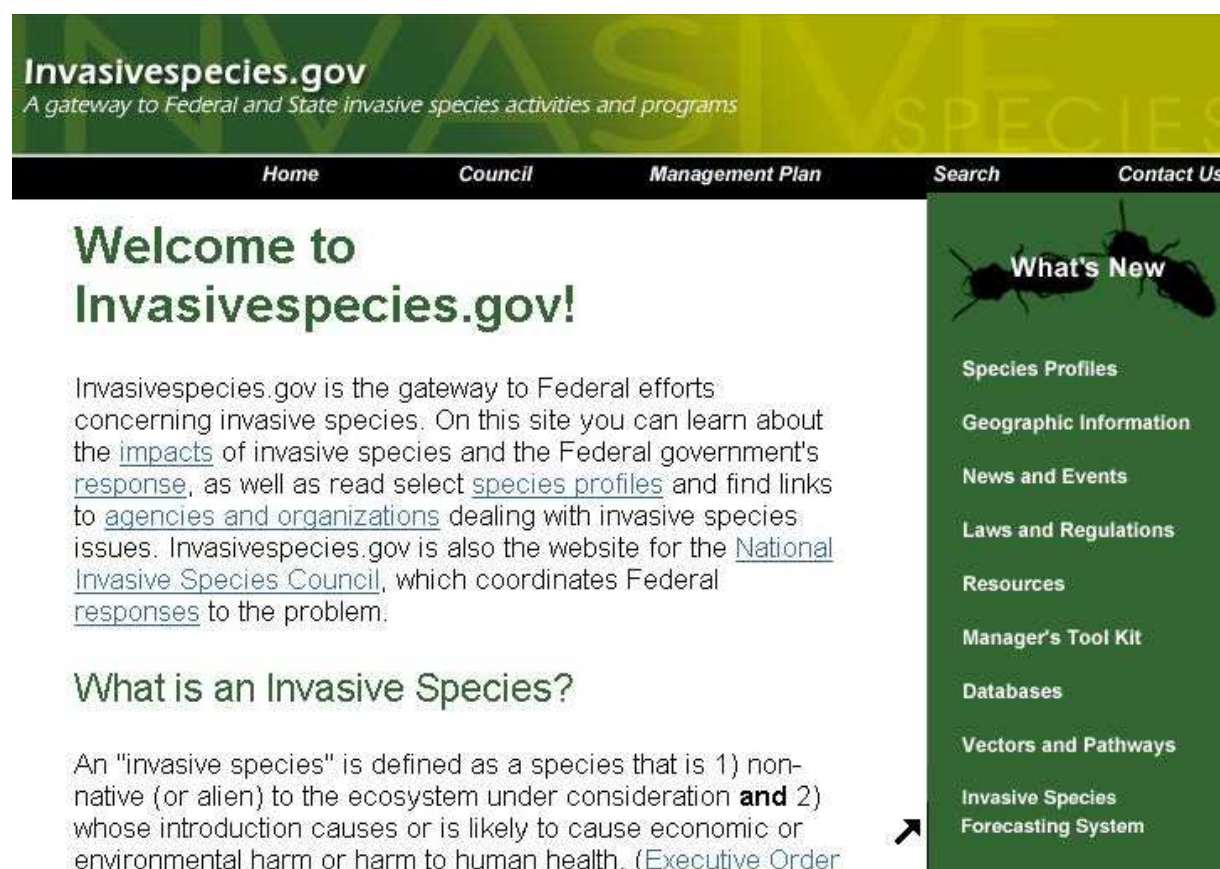 INVASIVE
SPECIES
Invasivespecies.gov
A gateway to Federal and State invasive species activities and programs
Home Council Management Plan Search Contact Us
Welcome to
Invasivespecies.gov!
Invasivespecies.gov is the gateway to Federal efforts
concerning invasive species. On this site you can learn about
the impacts of invasive species and the Federal government's
response, as well as read select species profiles and find links
to agencies and organizations dealing with invasive species
issues. Invasivespecies.gov is also the website for the National
Invasive Species Council, which coordinates Federal
responses to the problem.
What is an Invasive Species?
An "invasive species" is defined as a species that is 1) non-
native (or alien) to the ecosystem under consideration and 2)
whose introduction causes or is likely to cause economic or
environmental harm or harm to human health. (Executive Order
What's New
Species Profiles
Geographic Information
News and Events
Laws and Regulations
Resources
Manager's Tool Kit
Databases
Vectors and Pathways
Invasive Species
Forecasting System